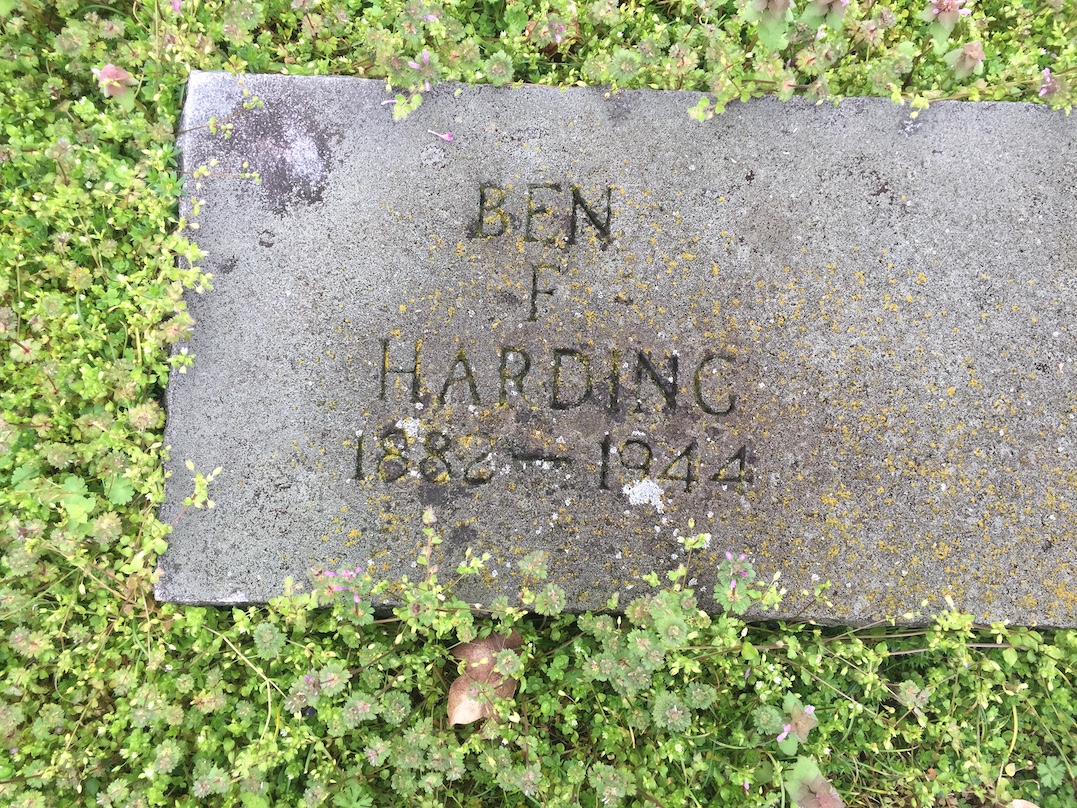 BEN
F
HARDING
1882 — 1944